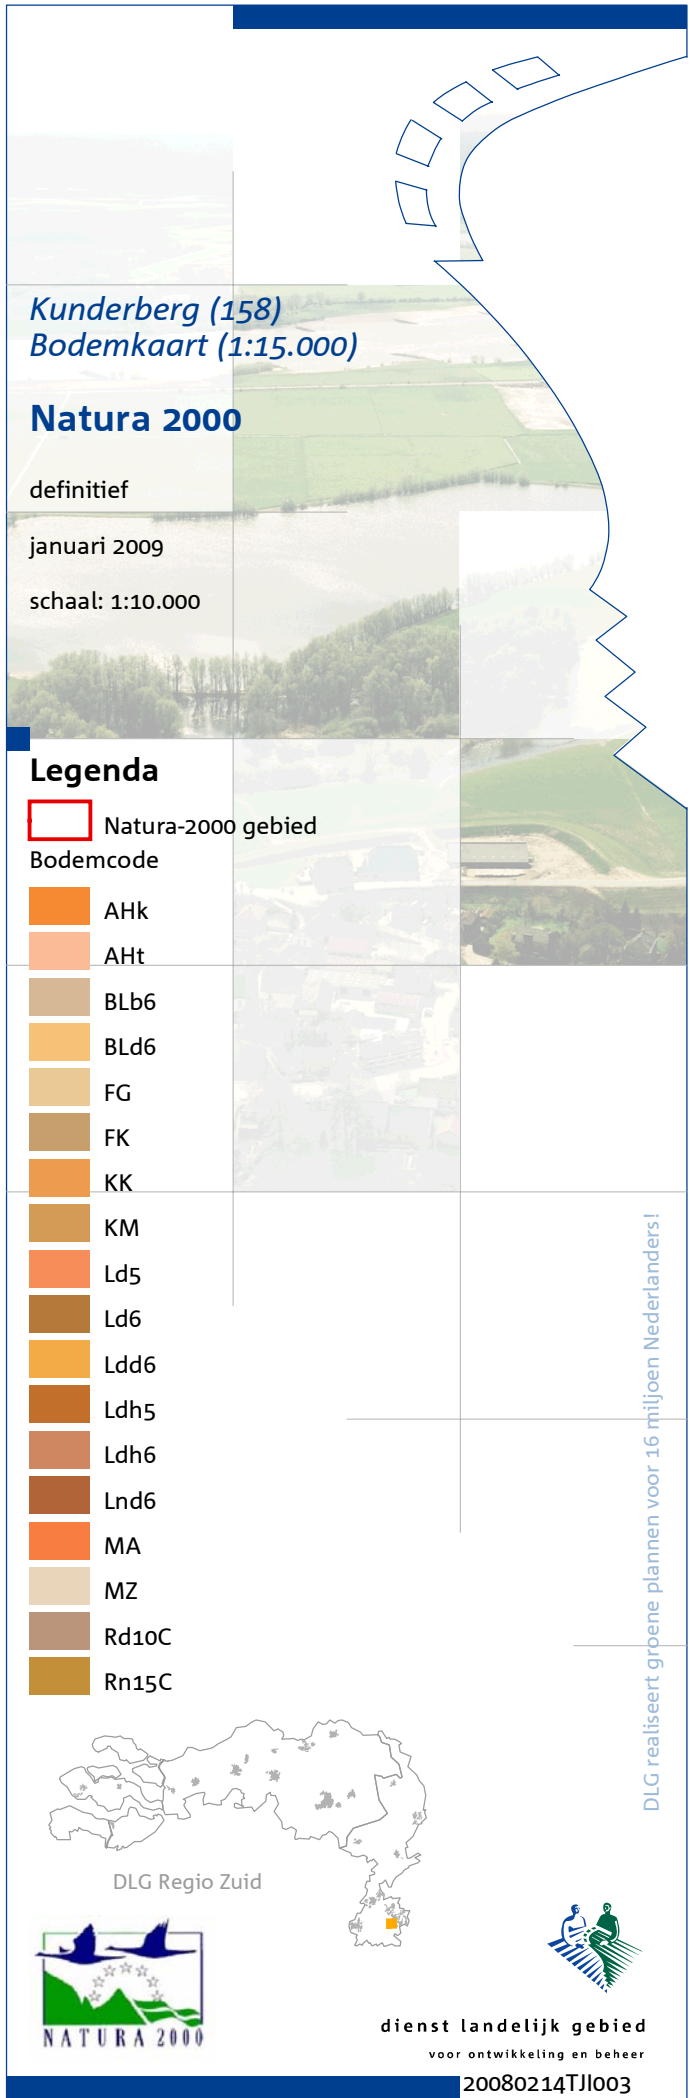 Kunderberg (158)
Bodemkaart (1:15.000)
Natura 2000
definitief
januari 2009
schaal: 1:10.000
Legenda
Natura-2000 gebied
Bodemcode
AHk
AHt
BLb6
BLd6
FG
FK
KK
KM
Ld5
Ld6
Ldd6
Ldh5
Ldh6
Lnd6
MA
MZ
Rd10C
Rn15C
DLG realiseert groene plannen voor 16 miljoen Nederlanders!
DLG Regio Zuid
NATURA 2000
dienst landelijk gebied
voor ontwikkeling en beheer
20080214TJI003